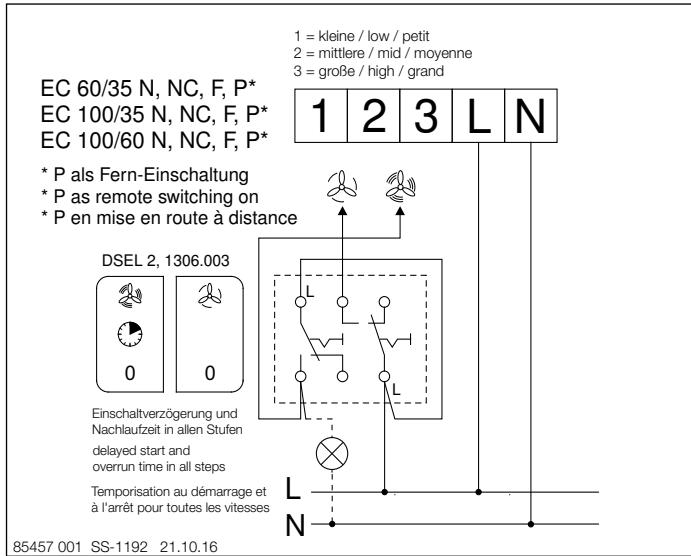 1 = kleine / low / petit
2 = mittlere / mid / moyenne
3 = große / high / grand
EC 60/35 N, NC, F, P*
EC 100/35 N, NC, F, P*
EC 100/60 N, NC, F, P*
1 2 3 L N
* P als Fern-Einschaltung
* P as remote switching on
* P en mise en route à distance
DSEL 2, 1306.003
L
0 0
L
Einschaltverzögerung und
Nachlaufzeit in allen Stufen
delayed start and
overrun time in all steps
Temporisation au démarrage et
à l'arrêt pour toutes les vitesses
L
N
85457 001 SS-1192 21.10.16